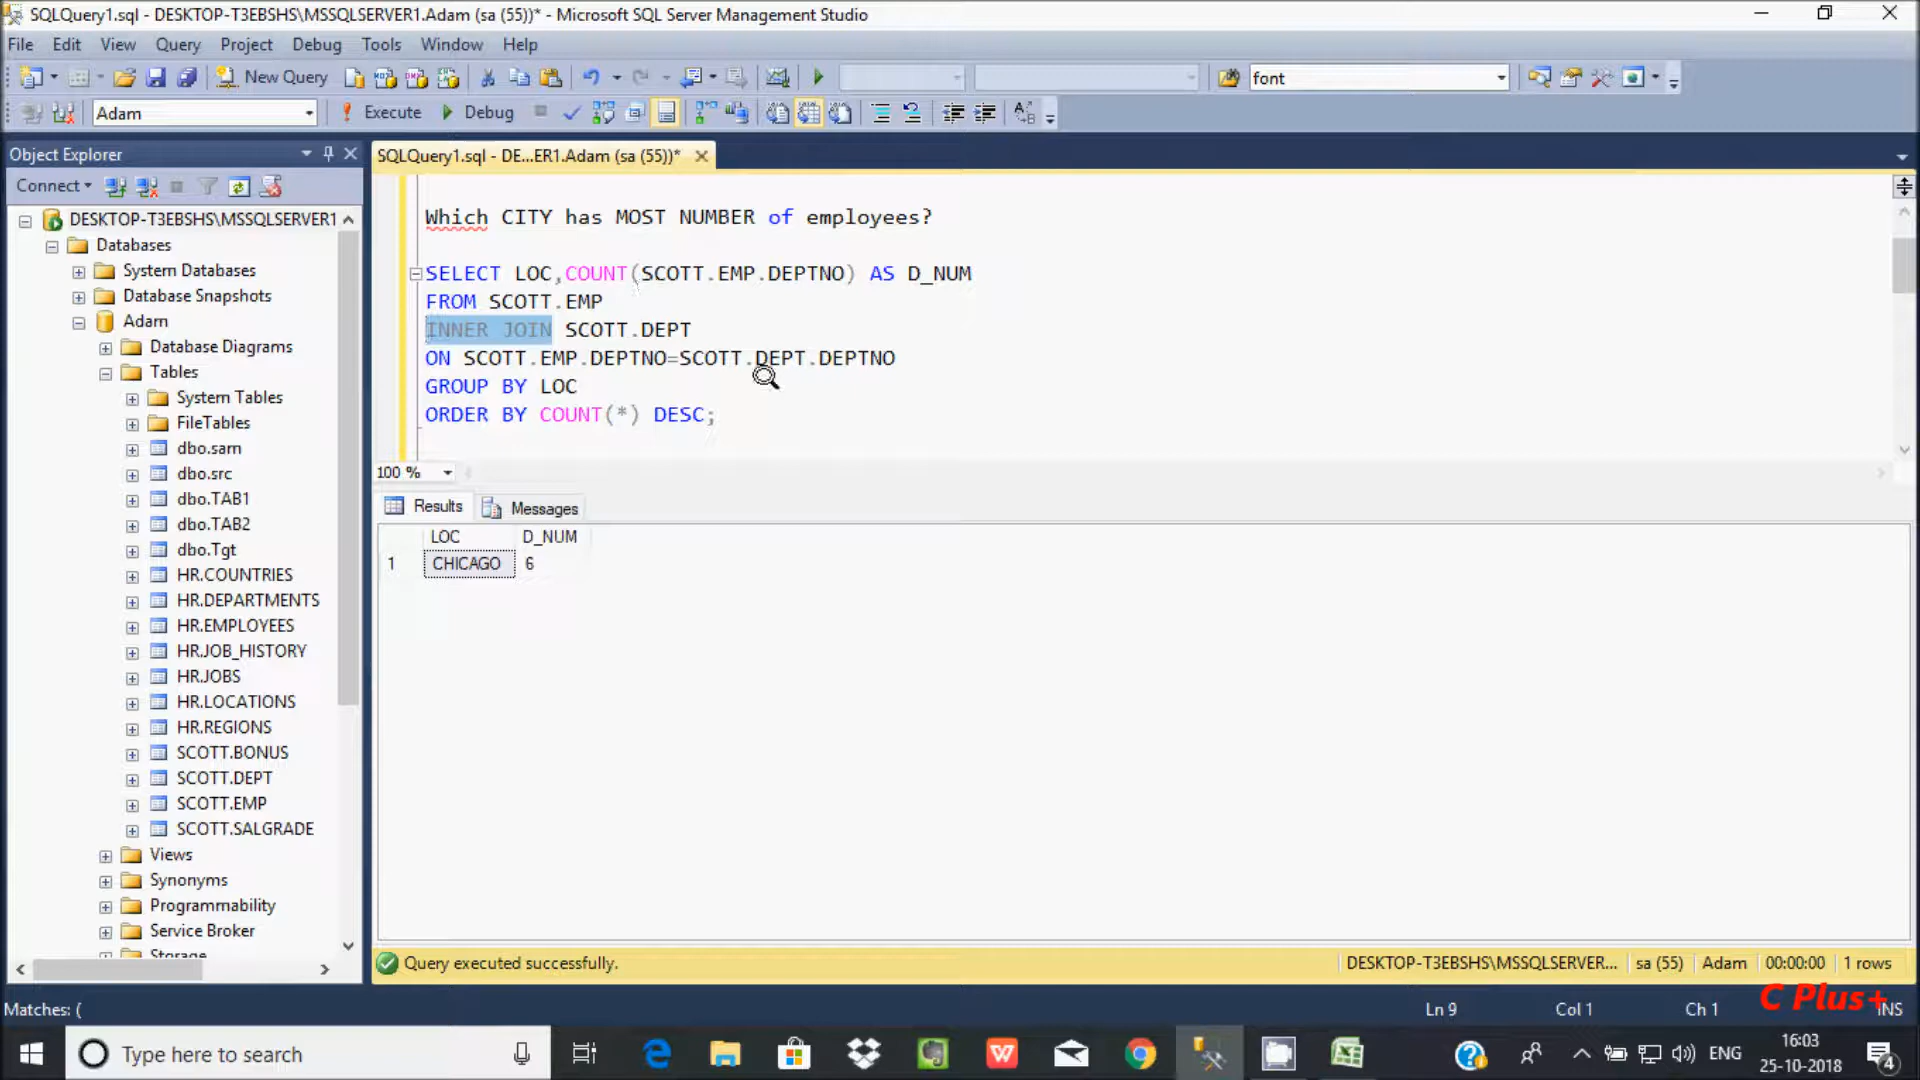 SQLQuery1.sql - DESKTOP-T3EBSHS\MSSQLSERVER1.Adam (sa (55))* - Microsoft SQL Server Management Studio
File Edit View Query Project Debug Tools Window Help
New Query font
Adam Execute Debug
Object Explorer
SQLQuery1.sql - DE...ER1.Adam (sa (55))*
Connect
DESKTOP-T3EBSHS\MSSQLSERVER1
Databases
System Databases
Database Snapshots
Adam
Database Diagrams
Tables
System Tables
FileTables
dbo.sam
dbo.src
dbo.TAB1
dbo.TAB2
dbo.Tgt
HR.COUNTRIES
HR.DEPARTMENTS
HR.EMPLOYEES
HR.JOB_HISTORY
HR.JOBS
HR.LOCATIONS
HR.REGIONS
SCOTT.BONUS
SCOTT.DEPT
SCOTT.EMP
SCOTT.SALGRADE
Views
Synonyms
Programmability
Service Broker
Storage
Which CITY has MOST NUMBER of employees?
SELECT LOC,COUNT(SCOTT.EMP.DEPTNO) AS D_NUM
FROM SCOTT.EMP
INNER JOIN SCOTT.DEPT
ON SCOTT.EMP.DEPTNO=SCOTT.DEPT.DEPTNO
GROUP BY LOC
ORDER BY COUNT(*) DESC;
100 %
Results Messages
LOC D_NUM
1 CHICAGO 6
Query executed successfully. DESKTOP-T3EBSHS\MSSQLSERVER... sa (55) Adam 00:00:00 1 rows
C Plus+
Matches: ( Ln 9 Col 1 Ch 1 INS
Type here to search
ENG
16:03
25-10-2018
4